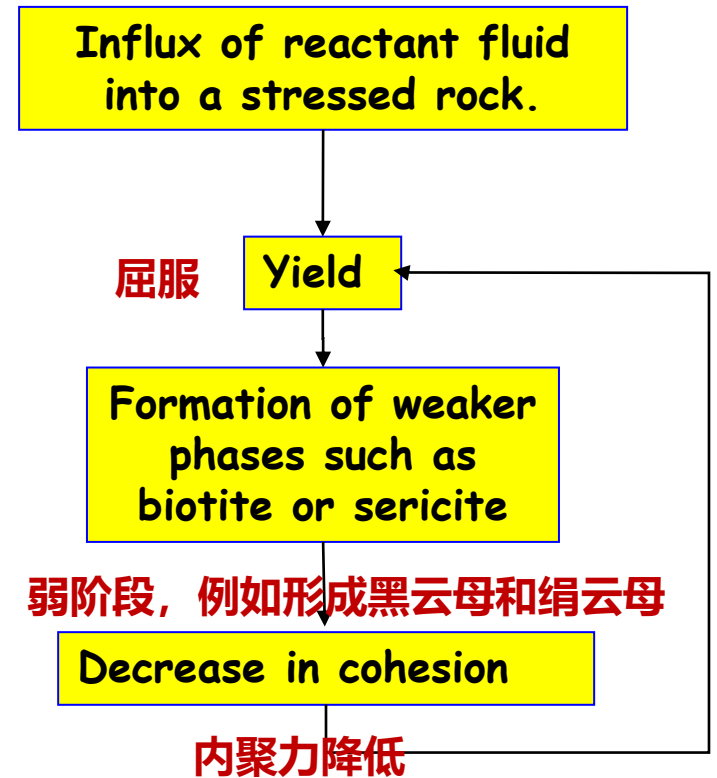 Influx of reactant fluid
into a stressed rock.
屈服
Yield
Formation of weaker
phases such as
biotite or sericite
弱阶段，例如形成黑云母和绢云母
Decrease in cohesion
内聚力降低